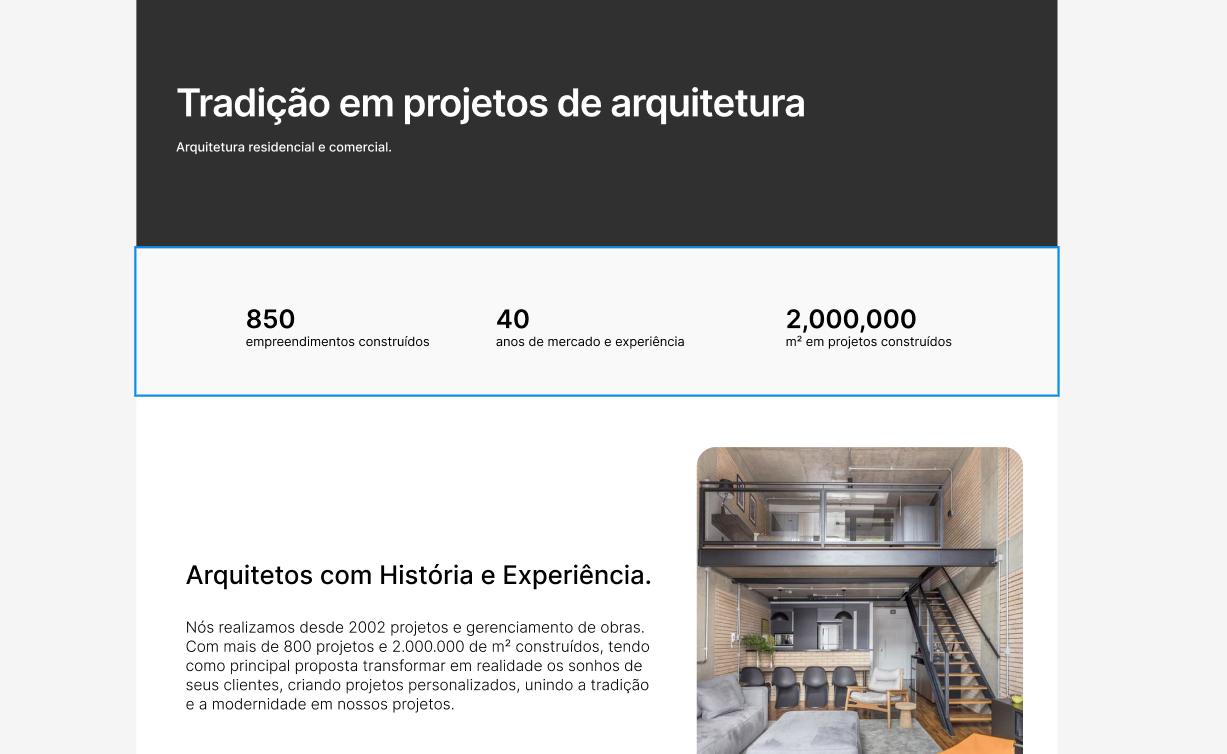 Tradição em projetos de arquitetura
Arquitetura residencial e comercial.
850
empreendimentos construídos
40
anos de mercado e experiência
2,000,000
m² em projetos construídos
Arquitetos com História e Experiência.
Nós realizamos desde 2002 projetos e gerenciamento de obras.
Com mais de 800 projetos e 2.000.000 de m² construídos, tendo
como principal proposta transformar em realidade os sonhos de
seus clientes, criando projetos personalizados, unindo a tradição
e a modernidade em nossos projetos.